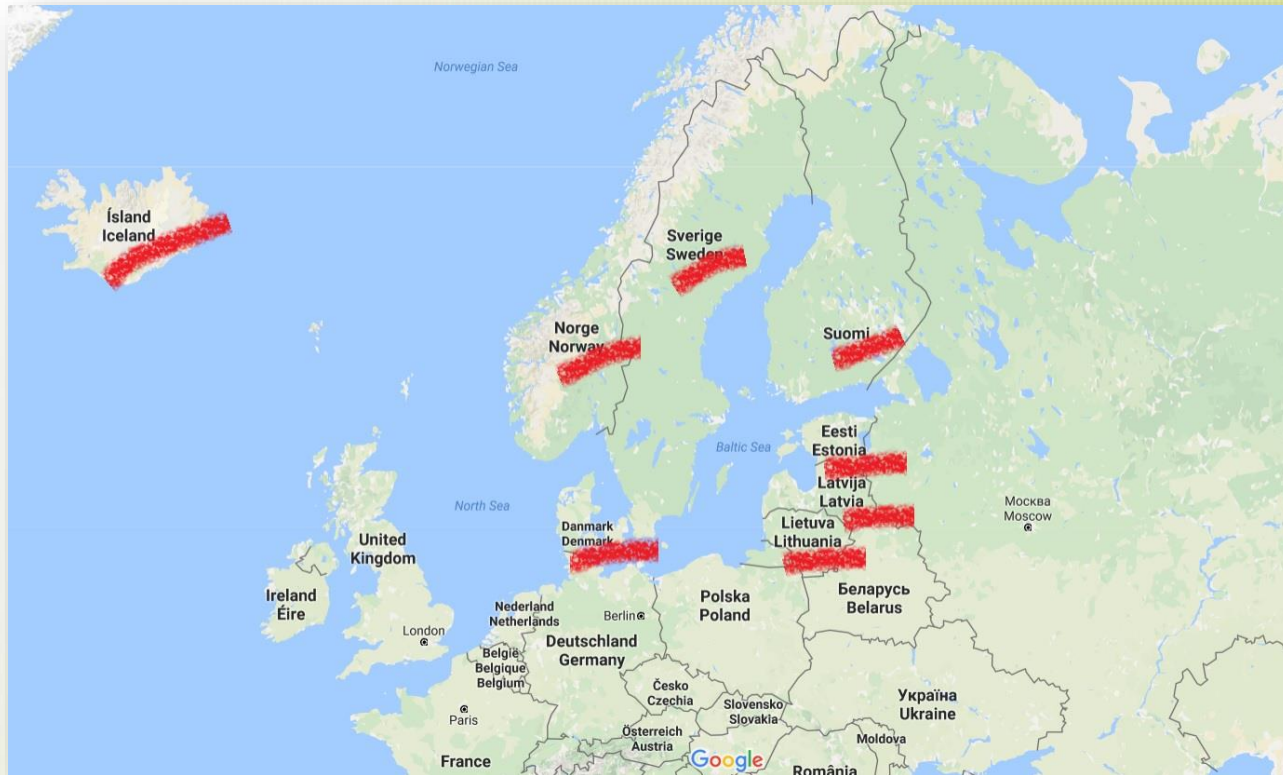 Norwegian Sea
Ísland
Iceland
Sverige
Sweden
Norge
Norway
Suomi
Eesti
Estonia
Baltic Sea
Latvija
Latvia
North Sea
Москва
Moscow
Danmark
Denmark
Lietuva
Lithuania
United
Kingdom
Ireland
Éire
Беларусь
Belarus
Polska
Poland
Nederland
Netherlands
Berlin
London
Deutschland
Germany
België
Belgique
Belgium
Česko
Czechia
Україна
Ukraine
Paris
Slovensko
Slovakia
Österreich
Austria
Moldova
France
Google
România